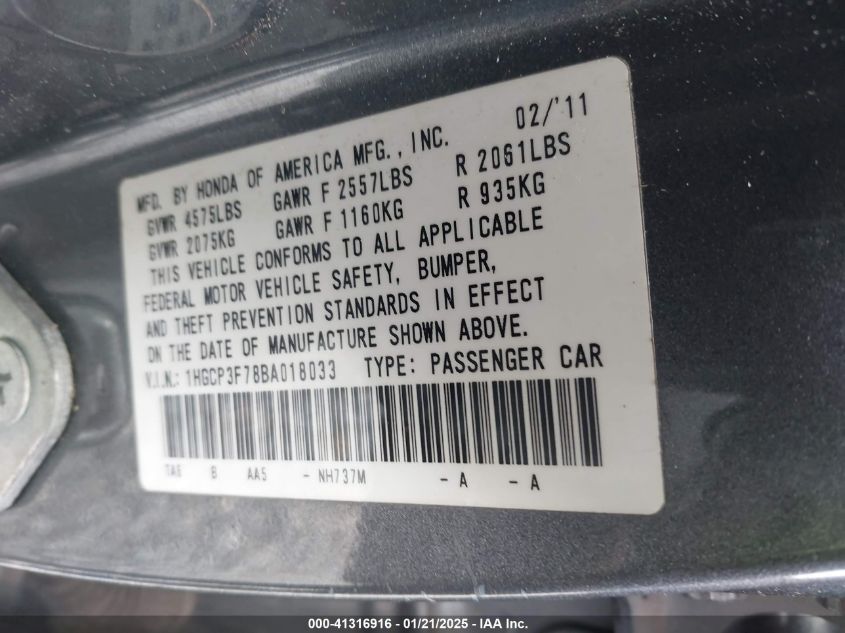 02/'11
MFD. BY HONDA OF AMERICA MFG., INC.
GVWR 4575LBS GAWR F 2557LBS R 2061LBS
GVWR 2075KG GAWR F 1160KG R 935KG
THIS VEHICLE CONFORMS TO ALL APPLICABLE
FEDERAL MOTOR VEHICLE SAFETY, BUMPER,
AND THEFT PREVENTION STANDARDS IN EFFECT
ON THE DATE OF MANUFACTURE SHOWN ABOVE.
V.I.N.: 1HGCP3F78BA018033 TYPE: PASSENGER CAR
TAE B AA5 - NH737M - A - A
000-41316916 - 01/21/2025 - IAA Inc.